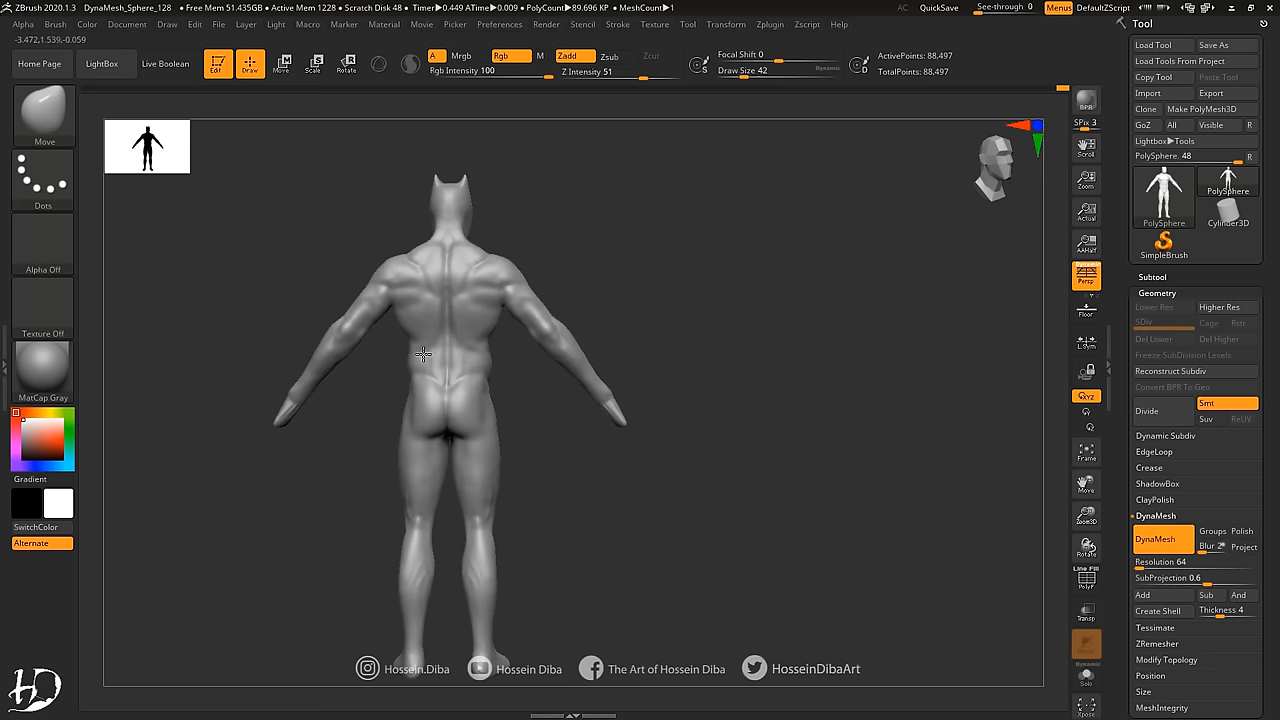 ZBrush 2020.1.3 DynaMesh_Sphere_128 • Free Mem 51.435GB • Active Mem 1228 • Scratch Disk 48 • Timer▶0.449 ATime▶0.009 • PolyCount▶89.696 KP • MeshCount▶1 AC QuickSave See-through 0 Menus DefaultZScript
Alpha Brush Color Document Draw Edit File Layer Light Macro Marker Material Movie Picker Preferences Render Stencil Stroke Texture Tool Transform Zplugin Zscript Help
-3.472,1.539,-0.059
Home Page LightBox Live Boolean Edit Draw Move Scale Rotate
A Mrgb Rgb M Zadd Zsub Zcut
Rgb Intensity 100 Z Intensity 51
Focal Shift 0
Draw Size 42 Dynamic
ActivePoints: 88,497
TotalPoints: 88,497
Move
Dots
Alpha Off
Texture Off
MatCap Gray
Gradient
SwitchColor
Alternate
BPR
SPix 3
Scroll
Zoom
Actual
AAHalf
Dynamic
Persp
Floor
L.Sym
XYZ
Frame
Move
Zoom3D
Rotate
Line Fill
PolyF
Transp
Dynamic
Solo
Xpose
Tool
Load Tool Save As
Load Tools From Project
Copy Tool Paste Tool
Import Export
Clone Make PolyMesh3D
GoZ All Visible R
Lightbox▶Tools
PolySphere. 48 R
PolySphere PolySphere
Cylinder3D
SimpleBrush
Subtool
Geometry
Lower Res Higher Res
SDiv Cage Rstr
Del Lower Del Higher
Freeze SubDivision Levels
Reconstruct Subdiv
Convert BPR To Geo
Divide Smt
Suv ReUV
Dynamic Subdiv
EdgeLoop
Crease
ShadowBox
ClayPolish
DynaMesh
DynaMesh Groups Polish
Blur 2 Project
Resolution 64
SubProjection 0.6
Add Sub And
Create Shell Thickness 4
Tessimate
ZRemesher
Modify Topology
Position
Size
MeshIntegrity
Hossein.Diba Hossein Diba The Art of Hossein Diba HosseinDibaArt
HD